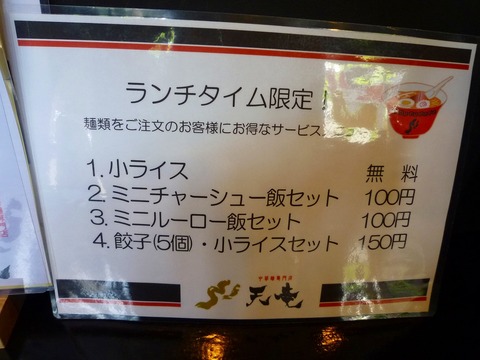 ランチタイム限定!
麺類をご注文のお客様にお得なサービスメニュー
1. 小ライス 無料
2. ミニチャーシュー飯セット 100円
3. ミニルーロー飯セット 100円
4. 餃子(5個)・小ライスセット 150円
天竜